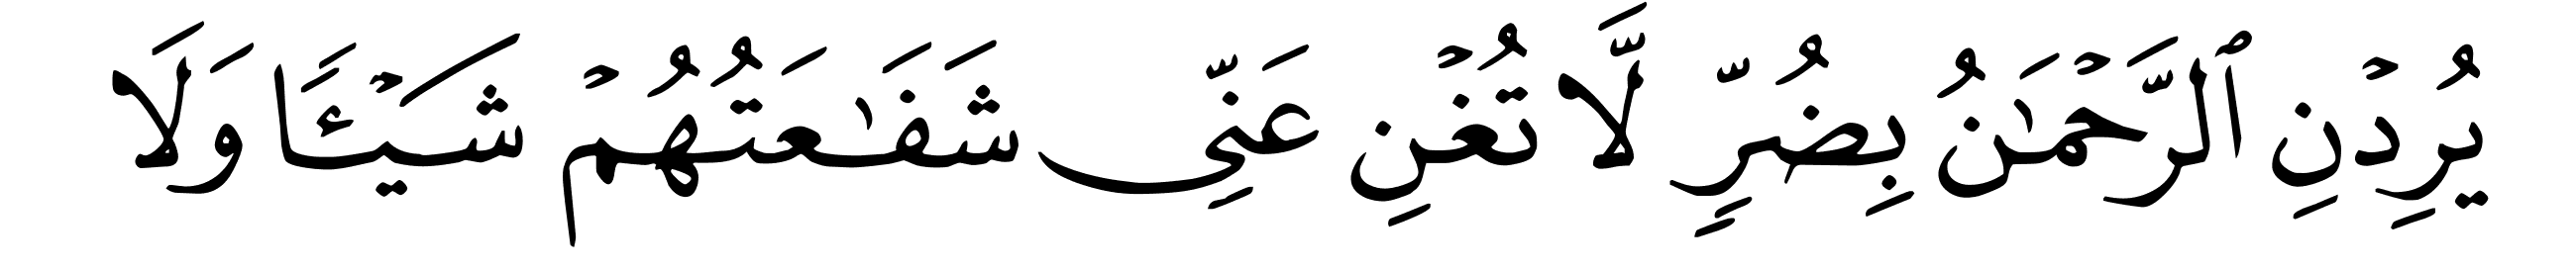 يُرِدْنِ ٱلرَّحْمَـٰنُ بِضُرٍّ لَّا تُغْنِ عَنِّى شَفَـٰعَتُهُمْ شَيْـًٔا وَلَا